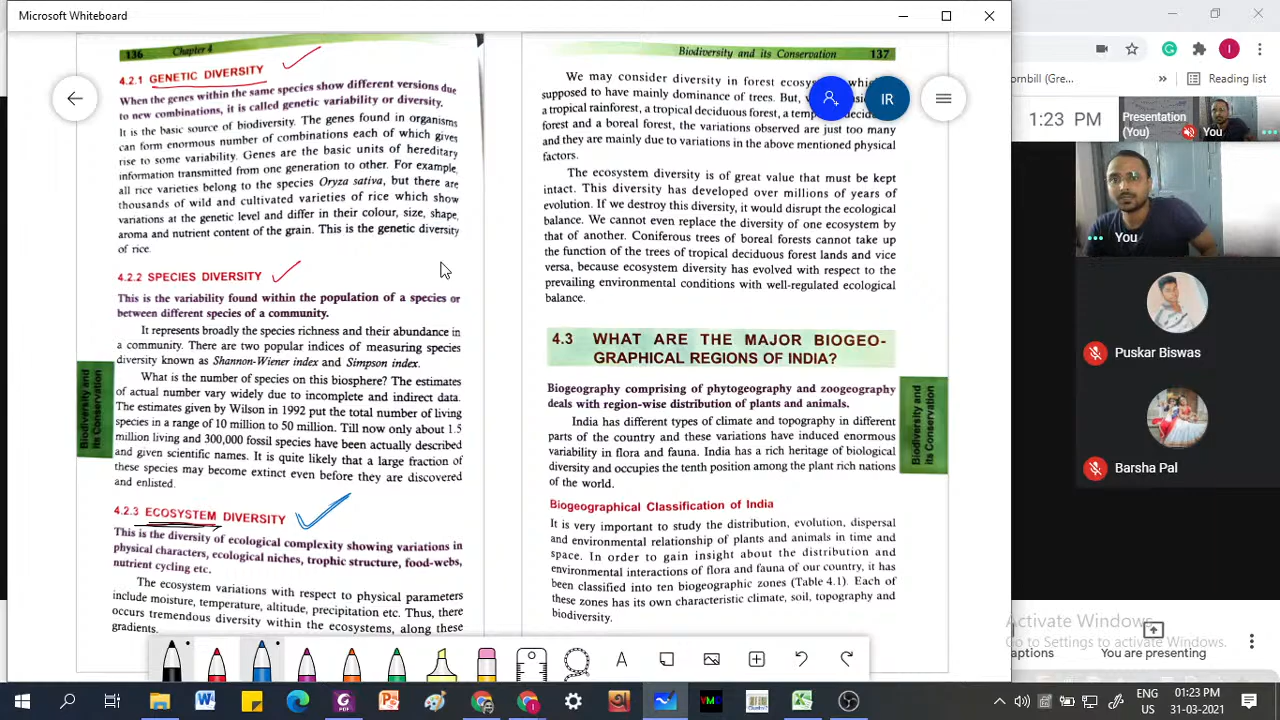 Microsoft Whiteboard
136 Chapter 4
4.2.1 GENETIC DIVERSITY
When the genes within the same species show different versions due
to new combinations, it is called genetic variability or diversity.
It is the basic source of biodiversity. The genes found in organisms
can form enormous number of combinations each of which gives
rise to some variability. Genes are the basic units of hereditary
information transmitted from one generation to other. For example,
all rice varieties belong to the species Oryza sativa, but there are
thousands of wild and cultivated varieties of rice which show
variations at the genetic level and differ in their colour, size, shape,
aroma and nutrient content of the grain. This is the genetic diversity
of rice.
4.2.2 SPECIES DIVERSITY
This is the variability found within the population of a species or
between different species of a community.
It represents broadly the species richness and their abundance in
a community. There are two popular indices of measuring species
diversity known as Shannon-Wiener index and Simpson index.
What is the number of species on this biosphere? The estimates
of actual number vary widely due to incomplete and indirect data.
The estimates given by Wilson in 1992 put the total number of living
species in a range of 10 million to 50 million. Till now only about 1.5
million living and 300,000 fossil species have been actually described
and given scientific names. It is quite likely that a large fraction of
these species may become extinct even before they are discovered
and enlisted.
4.2.3 ECOSYSTEM DIVERSITY
This is the diversity of ecological complexity showing variations in
physical characters, ecological niches, trophic structure, food-webs,
nutrient cycling etc.
The ecosystem variations with respect to physical parameters
include moisture, temperature, altitude, precipitation etc. Thus, there
occurs tremendous diversity within the ecosystems, along these
gradients.
Biodiversity and
its Conservation
Biodiversity and its Conservation 137
We may consider diversity in forest
supposed to have mainly dominance of trees. But,
a tropical rainforest, a tropical deciduous forest, a
forest and a boreal forest, the variations observed are just too many
and they are mainly due to variations in the above mentioned physical
factors.
The ecosystem diversity is of great value that must be kept
intact. This diversity has developed over millions of years of
evolution. If we destroy this diversity, it would disrupt the ecological
balance. We cannot even replace the diversity of one ecosystem by
that of another. Coniferous trees of boreal forests cannot take up
the function of the trees of tropical deciduous forest lands and vice
versa, because ecosystem diversity has evolved with respect to the
prevailing environmental conditions with well-regulated ecological
balance.
4.3 WHAT ARE THE MAJOR BIOGEO-
GRAPHICAL REGIONS OF INDIA?
Biogeography comprising of phytogeography and zoogeography
deals with region-wise distribution of plants and animals.
India has different types of climate and topography in different
parts of the country and these variations have induced enormous
variability in flora and fauna. India has a rich heritage of biological
diversity and occupies the tenth position among the plant rich nations
of the world.
Biogeographical Classification of India
It is very important to study the distribution, evolution, dispersal
and environmental relationship of plants and animals in time and
space. In order to gain insight about the distribution and
environmental interactions of flora and fauna of our country, it has
been classified into ten biogeographic zones (Table 4.1). Each of
these zones has its own characteristic climate, soil, topography and
biodiversity.
Biodiversity and
its Conservation
IR
ornbill (Gre...
Reading list
1:23 PM
Presentation
(You)
You
You
Puskar Biswas
Barsha Pal
Activate Windows
Go to Settings to activate Windows.
aptions
You are presenting
ENG
US
01:23 PM
31-03-2021